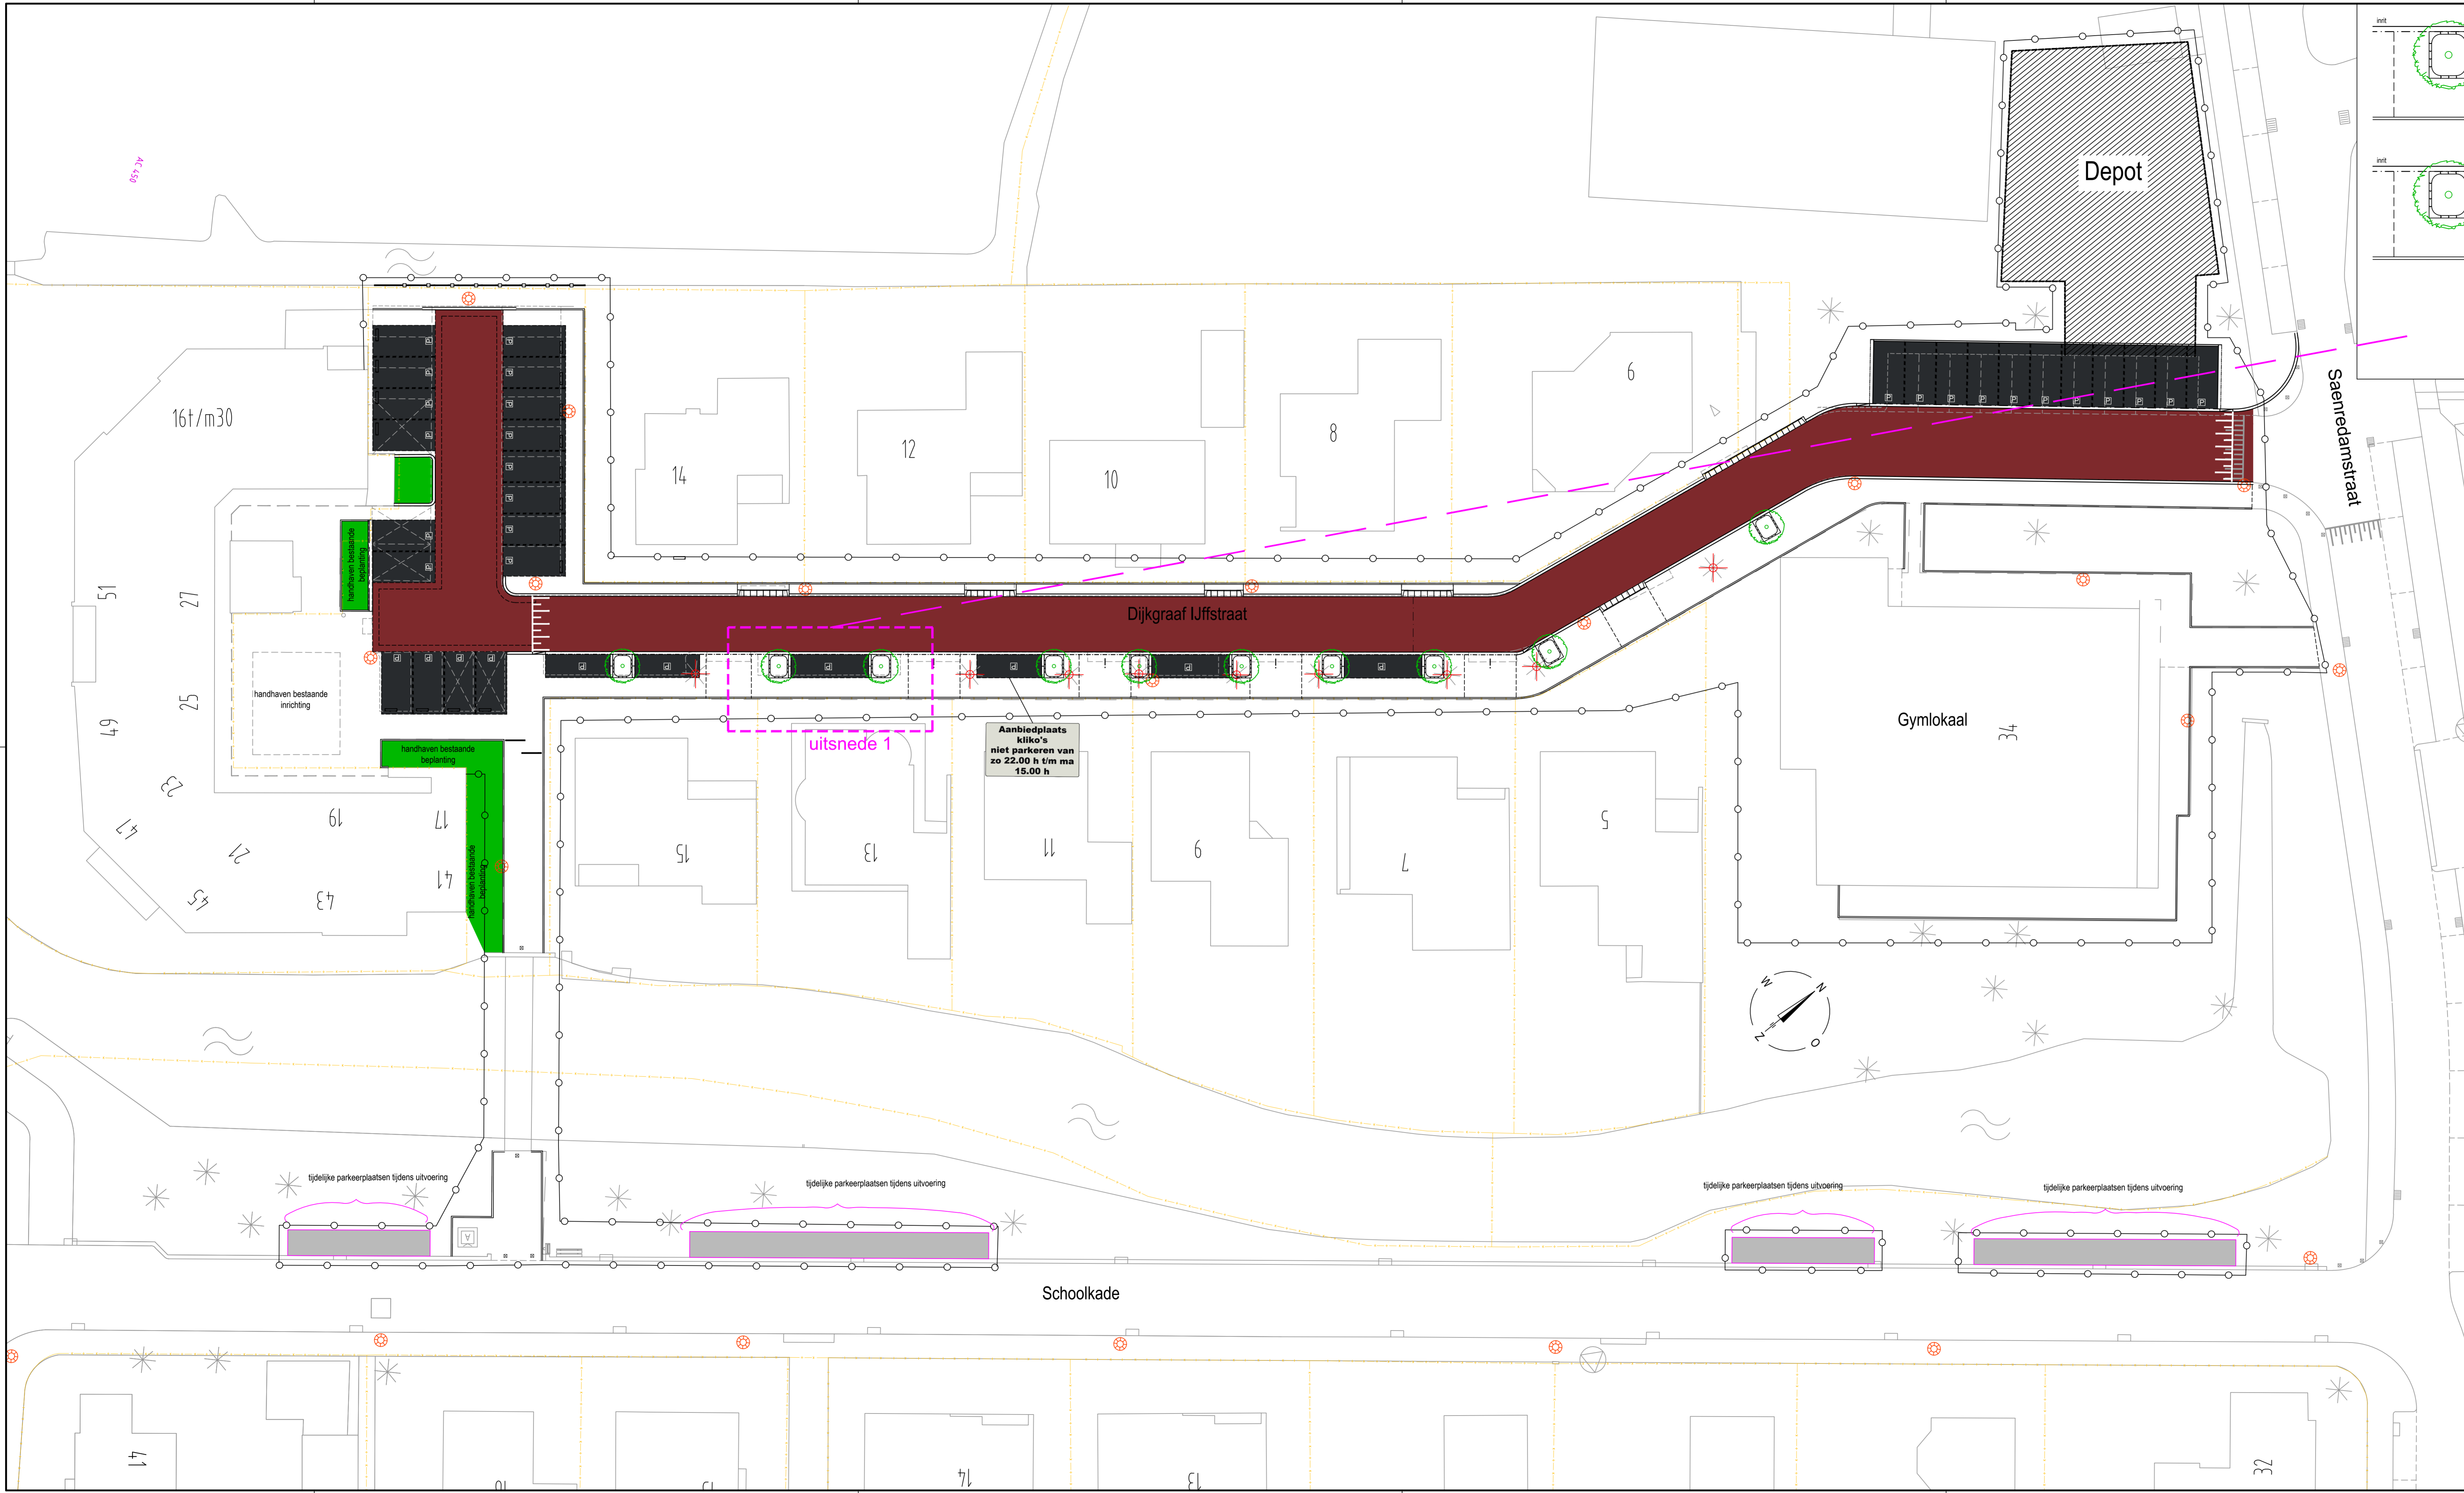 inrit
AC 450
Depot
inrit
Saenredamstraat
16t/m30
14
12
10
8
6
handhaven bestaande
beplanting
51
27
Dijkgraaf IJffstraat
handhaven bestaande
inrichting
25
49
uitsnede 1
Aanbiedplaats
kliko's
niet parkeren van
zo 22.00 h t/m ma
15.00 h
Gymlokaal
34
handhaven bestaande
beplanting
23
47
19
17
21
41
45
43
handhaven bestaande
beplanting
15
13
11
9
7
5
N
W
O
Z
tijdelijke parkeerplaatsen tijdens uitvoering
tijdelijke parkeerplaatsen tijdens uitvoering
tijdelijke parkeerplaatsen tijdens uitvoering
tijdelijke parkeerplaatsen tijdens uitvoering
A
Schoolkade
41
14
13
32